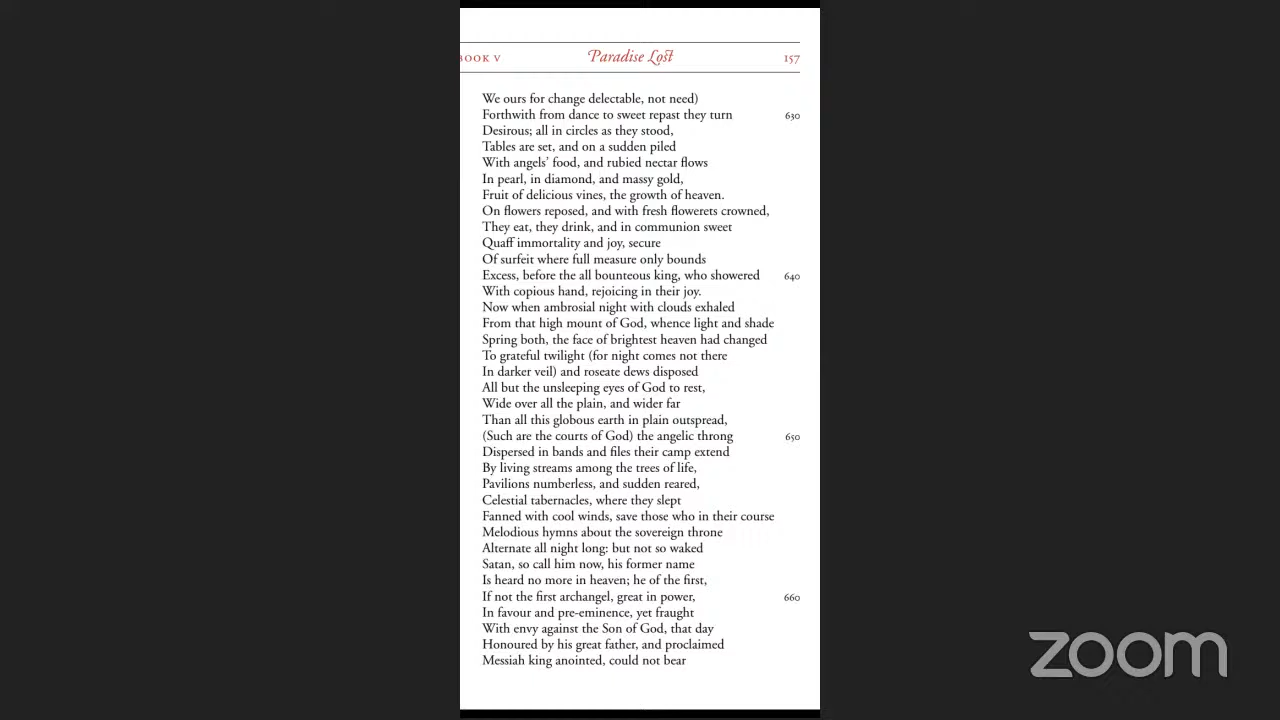 BOOK V Paradise Lost 157
We ours for change delectable, not need)
Forthwith from dance to sweet repast they turn 630
Desirous; all in circles as they stood,
Tables are set, and on a sudden piled
With angels’ food, and rubied nectar flows
In pearl, in diamond, and massy gold,
Fruit of delicious vines, the growth of heaven.
On flowers reposed, and with fresh flowerets crowned,
They eat, they drink, and in communion sweet
Quaff immortality and joy, secure
Of surfeit where full measure only bounds
Excess, before the all bounteous king, who showered 640
With copious hand, rejoicing in their joy.
Now when ambrosial night with clouds exhaled
From that high mount of God, whence light and shade
Spring both, the face of brightest heaven had changed
To grateful twilight (for night comes not there
In darker veil) and roseate dews disposed
All but the unsleeping eyes of God to rest,
Wide over all the plain, and wider far
Than all this globous earth in plain outspread,
(Such are the courts of God) the angelic throng 650
Dispersed in bands and files their camp extend
By living streams among the trees of life,
Pavilions numberless, and sudden reared,
Celestial tabernacles, where they slept
Fanned with cool winds, save those who in their course
Melodious hymns about the sovereign throne
Alternate all night long: but not so waked
Satan, so call him now, his former name
Is heard no more in heaven; he of the first,
If not the first archangel, great in power, 660
In favour and pre-eminence, yet fraught
With envy against the Son of God, that day
Honoured by his great father, and proclaimed
Messiah king anointed, could not bear
zoom